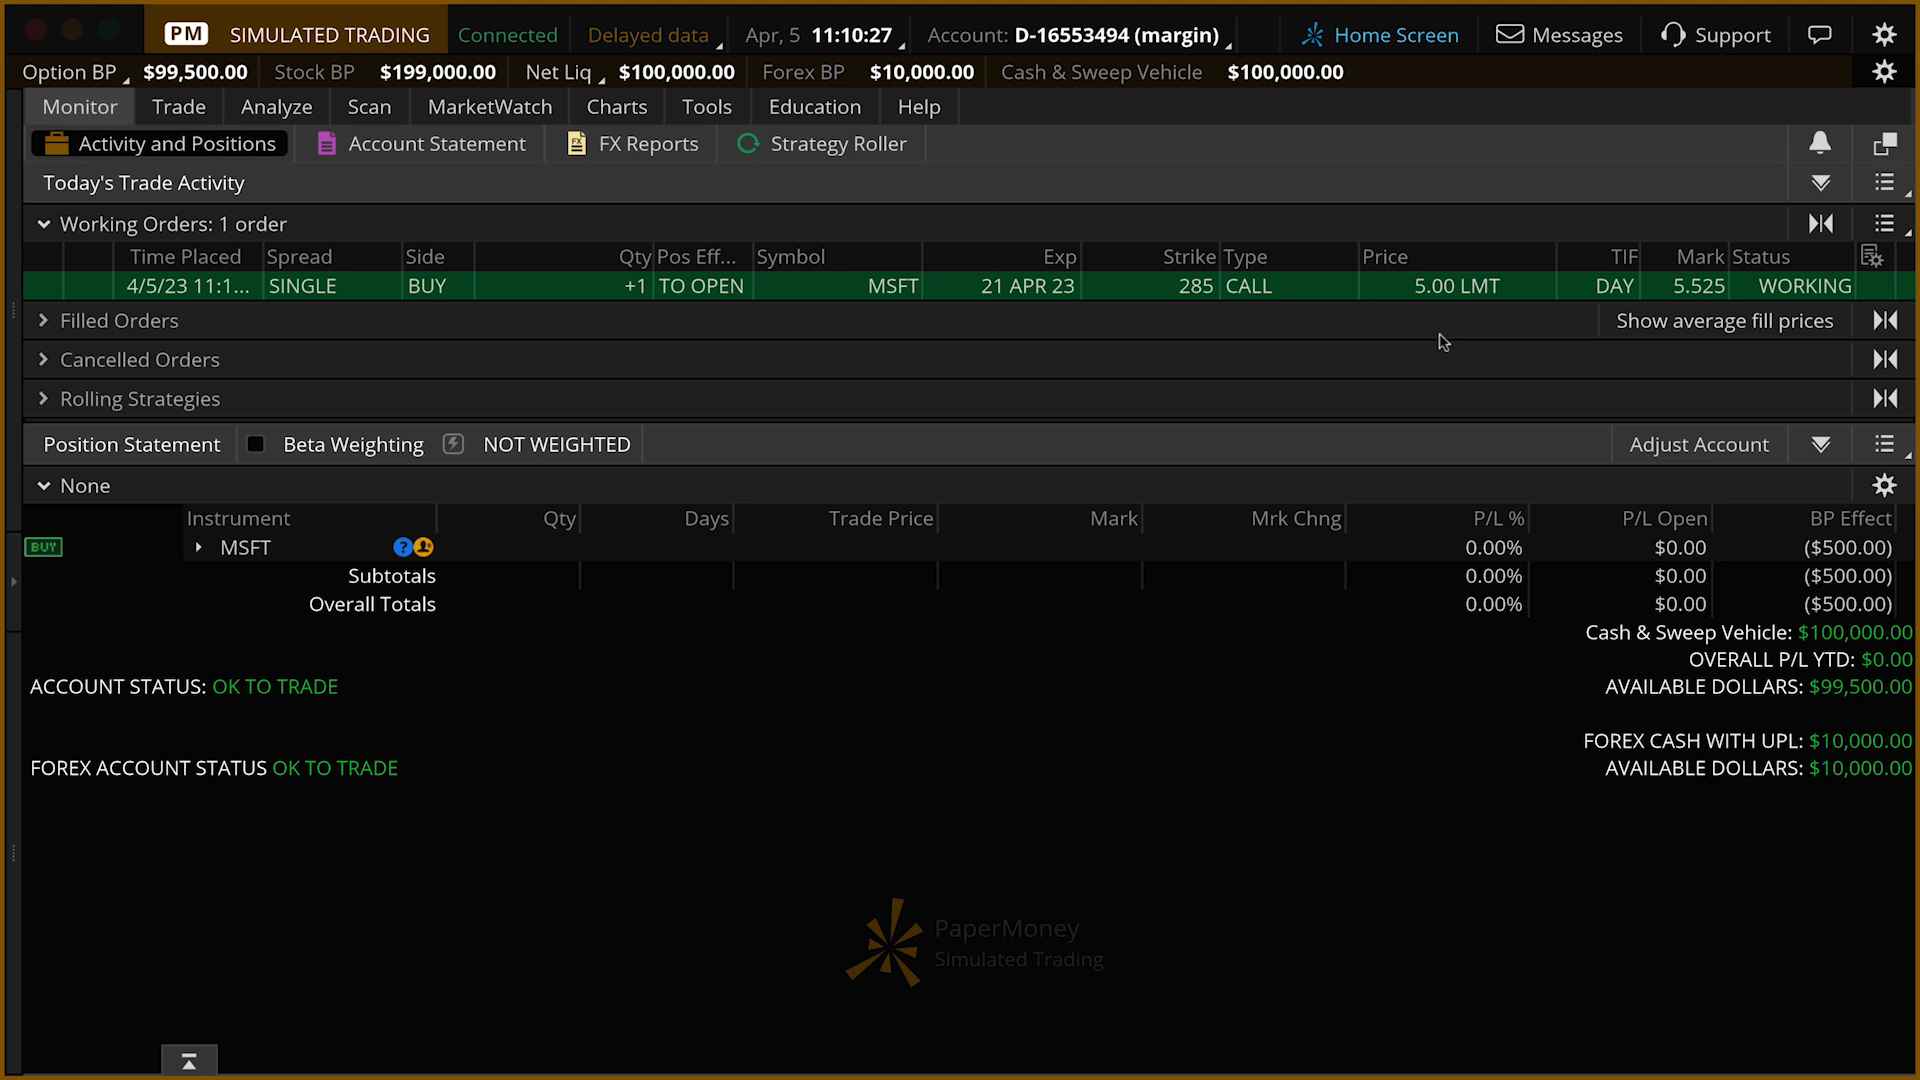 PM SIMULATED TRADING Connected Delayed data Apr, 5 11:10:27 Account: D-16553494 (margin) Home Screen Messages Support
Option BP $99,500.00 Stock BP $199,000.00 Net Liq $100,000.00 Forex BP $10,000.00 Cash & Sweep Vehicle $100,000.00
Monitor Trade Analyze Scan MarketWatch Charts Tools Education Help
Activity and Positions Account Statement FX FX Reports Strategy Roller
Today's Trade Activity
Working Orders: 1 order
Time Placed Spread Side Qty Pos Eff... Symbol Exp Strike Type Price TIF Mark Status
4/5/23 11:1... SINGLE BUY +1 TO OPEN MSFT 21 APR 23 285 CALL 5.00 LMT DAY 5.525 WORKING
Filled Orders Show average fill prices
Cancelled Orders
Rolling Strategies
Position Statement Beta Weighting NOT WEIGHTED Adjust Account
None
Instrument Qty Days Trade Price Mark Mrk Chng P/L % P/L Open BP Effect
BUY MSFT ? 0.00% $0.00 ($500.00)
Subtotals 0.00% $0.00 ($500.00)
Overall Totals 0.00% $0.00 ($500.00)
Cash & Sweep Vehicle: $100,000.00
OVERALL P/L YTD: $0.00
ACCOUNT STATUS: OK TO TRADE AVAILABLE DOLLARS: $99,500.00
FOREX CASH WITH UPL: $10,000.00
FOREX ACCOUNT STATUS OK TO TRADE AVAILABLE DOLLARS: $10,000.00
PaperMoney
Simulated Trading